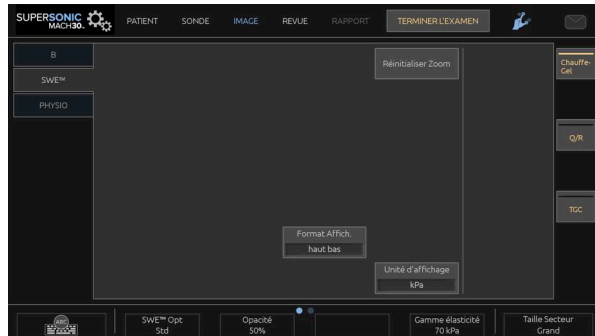 SUPERSONIC
MACH30.
PATIENT
SONDE
IMAGE
REVUE
RAPPORT
TERMINER L'EXAMEN
B
SWE™
PHYSIO
Réinitialiser Zoom
Chauffe-
Gel
Q/R
TGC
Format Affich.
haut bas
Unité d'affichage
kPa
ABC
SWE™ Opt
Std
Opacité
50%
Gamme élasticité
70 kPa
Taille Secteur
Grand